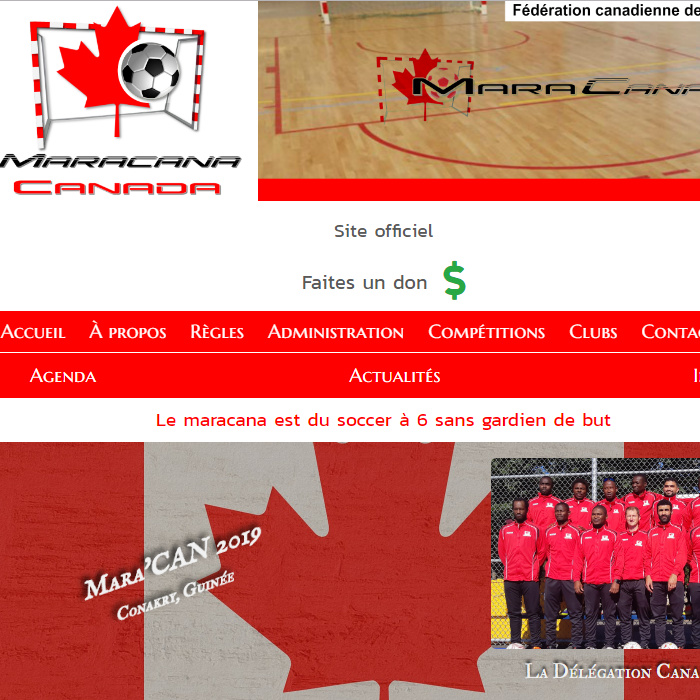 Fédération canadienne de
MaraCana
Maracana
Canada
Site officiel
Faites un don $
Accueil À propos Règles Administration Compétitions Clubs
Agenda Actualités
Le maracana est du soccer à 6 sans gardien de but
Mara'CAN 2019
Conakry, Guinée
La Délégation Cana